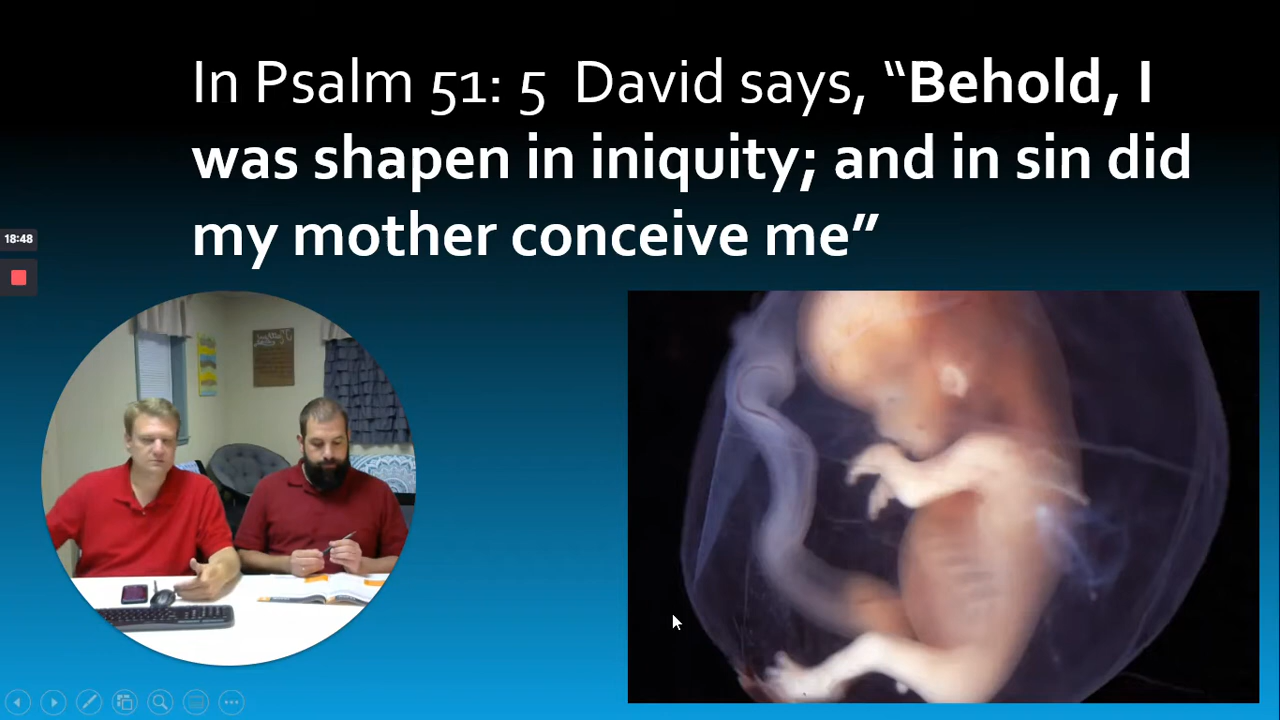 In Psalm 51: 5  David says, “Behold, I
was shapen in iniquity; and in sin did
my mother conceive me”
18:48